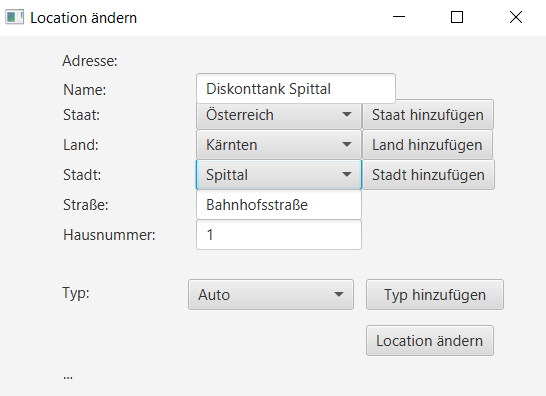 Location ändern
Adresse:
Name: Diskonttank Spittal
Staat: Österreich Staat hinzufügen
Land: Kärnten Land hinzufügen
Stadt: Spittal Stadt hinzufügen
Straße: Bahnhofsstraße
Hausnummer: 1
Typ: Auto Typ hinzufügen
Location ändern
...